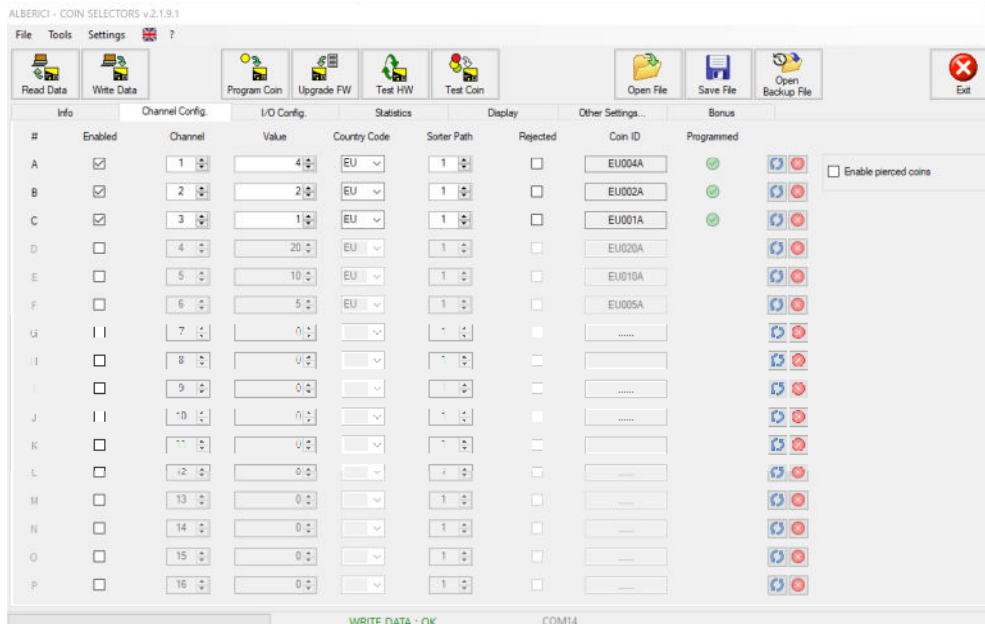 ALBERICI - COIN SELECTORS v.2.1.9.1
File Tools Settings ?
Read Data Write Data Program Coin Upgrade FW Test HW Test Coin Open File Save File Open Backup File Exit
Info Channel Config. I/O Config. Statistics Display Other Settings... Bonus
# Enabled Channel Value Country Code Sorter Path Rejected Coin ID Programmed
A 1 4 EU 1 EU004A
Enable pierced coins
B 2 2 EU 1 EU002A
C 3 1 EU 1 EU001A
D 4 20 EU 1 EU020A
E 5 10 EU 1 EU010A
F 6 5 EU 1 EU005A
G 7 0 ......
8 0
9 0 1 ......
J 10 0 ......
K 11 0 1
L 12 0 ......
M 13 0 1 ......
N 14 0 1 ......
O 15 0 1 ......
P 16 0 1 ......
WRITE DATA : OK COM14